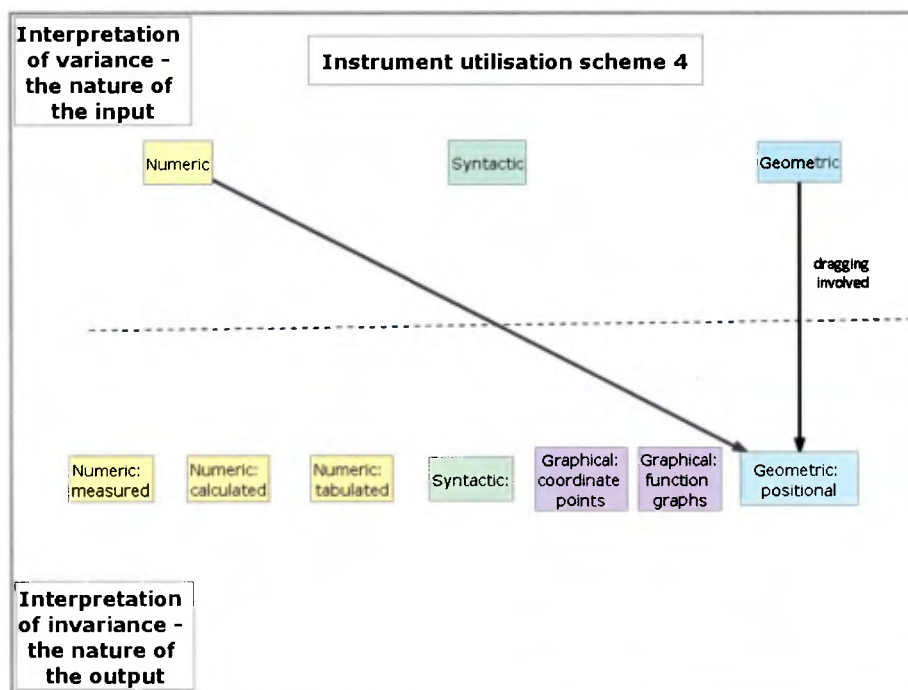 Interpretation
of variance -
the nature of
the input
Instrument utilisation scheme 4
Numeric
Syntactic
Geometric
dragging
involved
Numeric:
measured
Numeric:
calculated
Numeric:
tabulated
Syntactic:
Graphical:
coordinate
points
Graphical:
function
graphs
Geometric:
positional
Interpretation
of invariance -
the nature of
the output